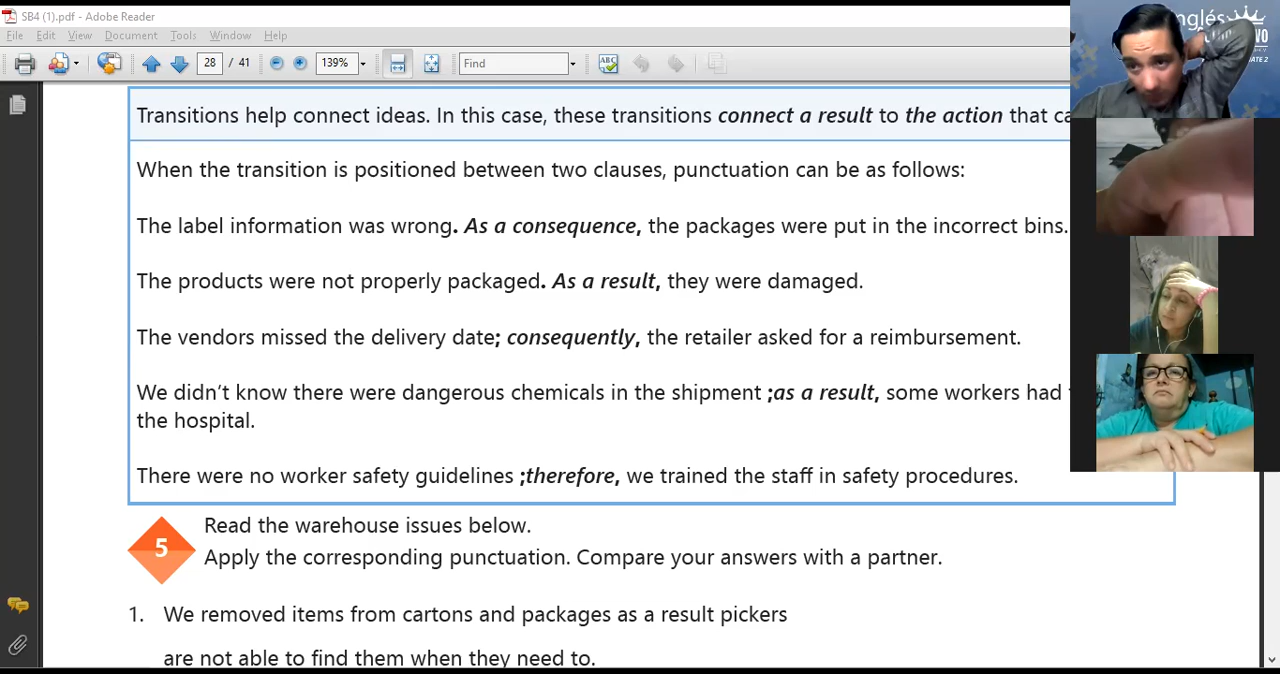 SB4 (1).pdf - Adobe Reader
File Edit View Document Tools Window Help
28 / 41 139% Find
Inglés
Transitions help connect ideas. In this case, these transitions connect a result to the action that
When the transition is positioned between two clauses, punctuation can be as follows:
The label information was wrong. As a consequence, the packages were put in the incorrect bins.
The products were not properly packaged. As a result, they were damaged.
The vendors missed the delivery date; consequently, the retailer asked for a reimbursement.
We didn’t know there were dangerous chemicals in the shipment ;as a result, some workers had
the hospital.
There were no worker safety guidelines ;therefore, we trained the staff in safety procedures.
5
Read the warehouse issues below.
Apply the corresponding punctuation. Compare your answers with a partner.
1. We removed items from cartons and packages as a result pickers
are not able to find them when they need to.